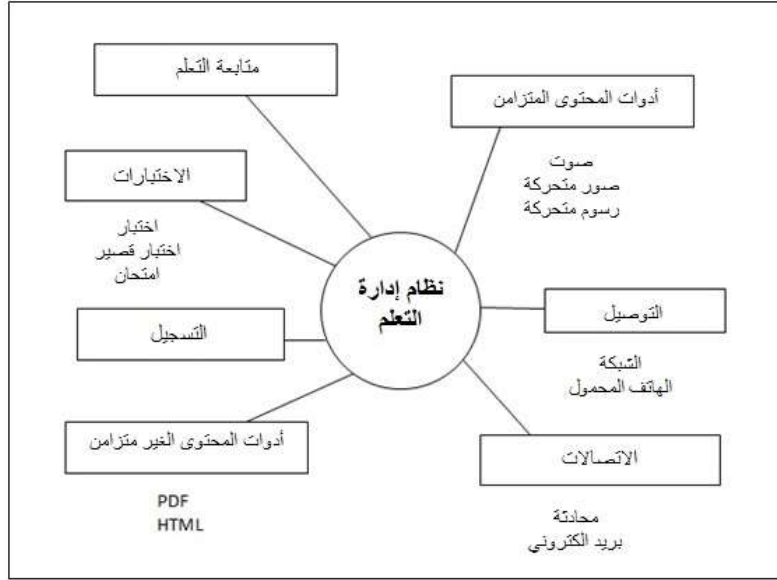 متابعة التعلم
أدوات المحتوى المتزامن
صوت
صور متحركة
رسوم متحركة
الاختبارات
اختبار
اختبار قصير
امتحان
نظام إدارة
التعلم
التوصيل
الشبكة
الهاتف المحمول
التسجيل
أدوات المحتوى الغير متزامن
PDF
HTML
الاتصالات
محادثة
بريد الكتروني